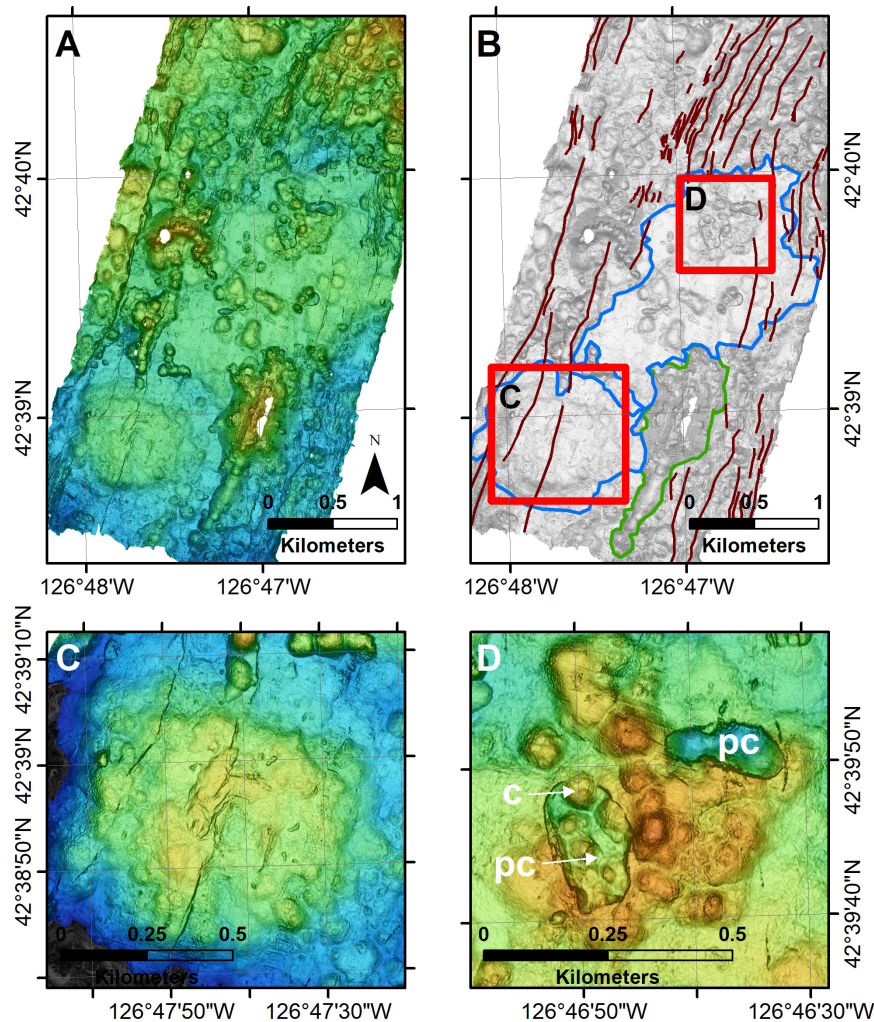 A
B
42°40'N
42°39'N
N
0 0.5 1
Kilometers
126°48'W 126°47'W
D
C
42°40'N
42°39'N
0 0.5 1
Kilometers
126°48'W 126°47'W
C
42°39'10"N
42°39'N
42°38'50"N
0 0.25 0.5
Kilometers
126°47'50"W 126°47'30"W
D
pc
c
pc
42°39'50"N
42°39'40"N
0 0.25 0.5
Kilometers
126°46'50"W 126°46'30"W